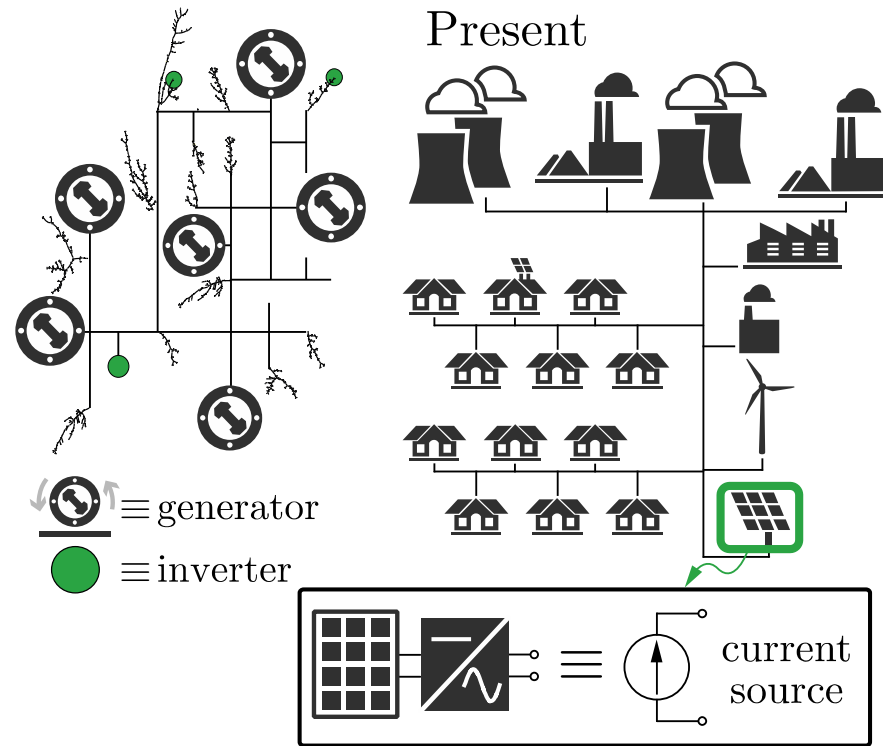 Present
≡ generator
≡ inverter
≡ current
source